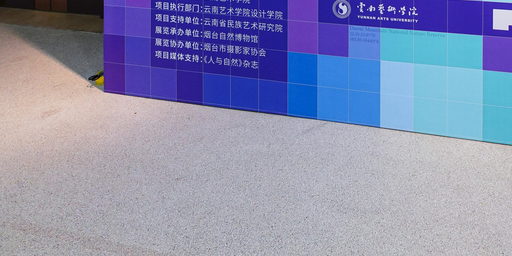 项目执行部门：云南艺术学院设计学院
项目支持单位：云南省民族艺术研究院
展览承办单位：烟台自然博物馆
展览协办单位：烟台市摄影家协会
项目媒体支持：《人与自然》杂志
云南艺术学院
YUNNAN ARTS UNIVERSITY